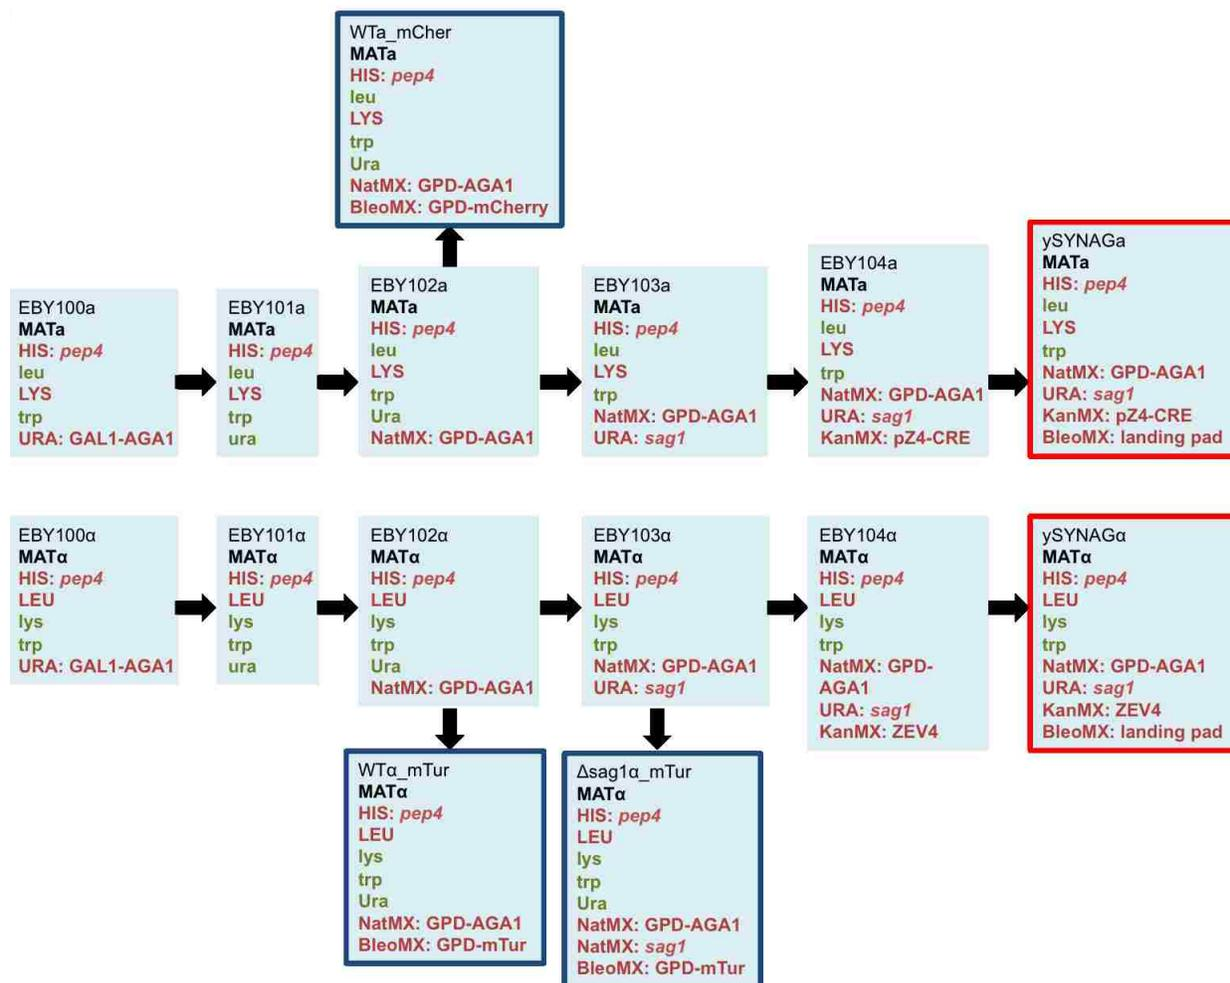 WTa_mCher
MATa
HIS: pep4
leu
LYS
trp
Ura
NatMX: GPD-AGA1
BleoMX: GPD-mCherry
EBY100a
MATa
HIS: pep4
leu
LYS
trp
URA: GAL1-AGA1
EBY101a
MATa
HIS: pep4
leu
LYS
trp
ura
EBY102a
MATa
HIS: pep4
leu
LYS
trp
Ura
NatMX: GPD-AGA1
EBY103a
MATa
HIS: pep4
leu
LYS
trp
NatMX: GPD-AGA1
URA: sag1
EBY104a
MATa
HIS: pep4
leu
LYS
trp
NatMX: GPD-AGA1
URA: sag1
KanMX: pZ4-CRE
ySYNAGa
MATa
HIS: pep4
leu
LYS
trp
NatMX: GPD-AGA1
URA: sag1
KanMX: pZ4-CRE
BleoMX: landing pad
EBY100α
MATα
HIS: pep4
LEU
lys
trp
URA: GAL1-AGA1
EBY101α
MATα
HIS: pep4
LEU
lys
trp
ura
EBY102α
MATα
HIS: pep4
LEU
lys
trp
Ura
NatMX: GPD-AGA1
EBY103α
MATα
HIS: pep4
LEU
lys
trp
NatMX: GPD-AGA1
URA: sag1
EBY104α
MATα
HIS: pep4
LEU
lys
trp
NatMX: GPD-
AGA1
URA: sag1
KanMX: ZEV4
ySYNAGα
MATα
HIS: pep4
LEU
lys
trp
NatMX: GPD-AGA1
URA: sag1
KanMX: ZEV4
BleoMX: landing pad
WTα_mTur
MATα
HIS: pep4
LEU
lys
trp
Ura
NatMX: GPD-AGA1
BleoMX: GPD-mTur
Δsag1α_mTur
MATα
HIS: pep4
LEU
lys
trp
Ura
NatMX: GPD-AGA1
NatMX: sag1
BleoMX: GPD-mTur